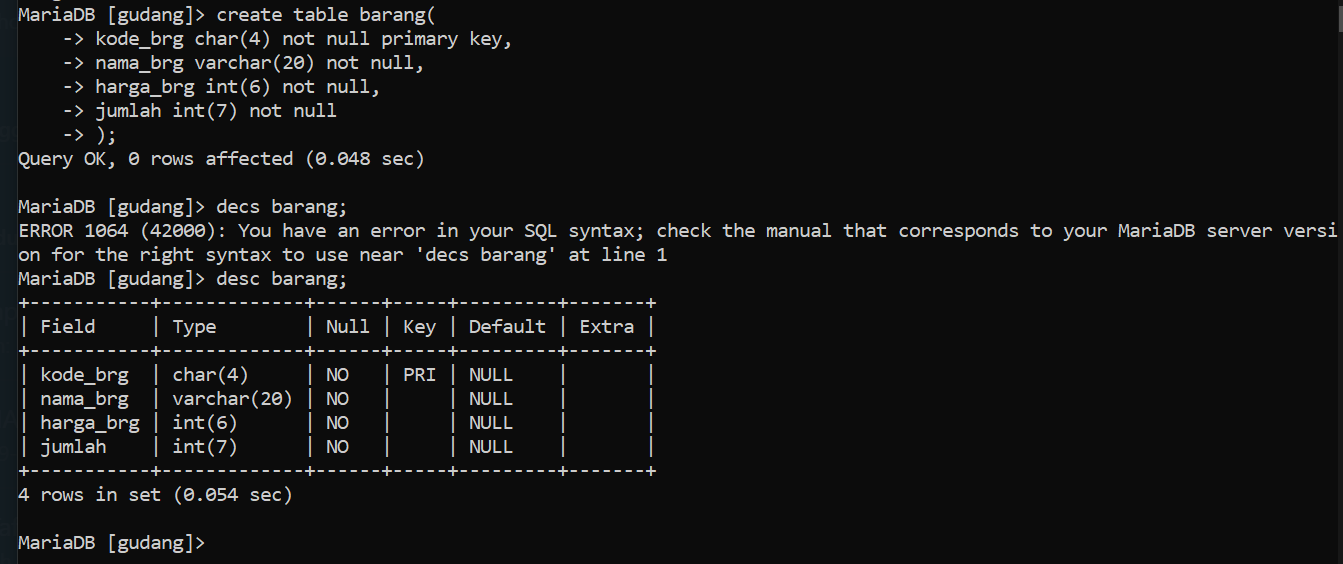 MariaDB [gudang]> create table barang(
    -> kode_brg char(4) not null primary key,
    -> nama_brg varchar(20) not null,
    -> harga_brg int(6) not null,
    -> jumlah int(7) not null
    -> );
Query OK, 0 rows affected (0.048 sec)

MariaDB [gudang]> decs barang;
ERROR 1064 (42000): You have an error in your SQL syntax; check the manual that corresponds to your MariaDB server versi
on for the right syntax to use near 'decs barang' at line 1
MariaDB [gudang]> desc barang;
+-----------+-------------+------+-----+---------+-------+
| Field     | Type        | Null | Key | Default | Extra |
+-----------+-------------+------+-----+---------+-------+
| kode_brg  | char(4)     | NO   | PRI | NULL    |       |
| nama_brg  | varchar(20) | NO   |     | NULL    |       |
| harga_brg | int(6)      | NO   |     | NULL    |       |
| jumlah    | int(7)      | NO   |     | NULL    |       |
+-----------+-------------+------+-----+---------+-------+
4 rows in set (0.054 sec)

MariaDB [gudang]>